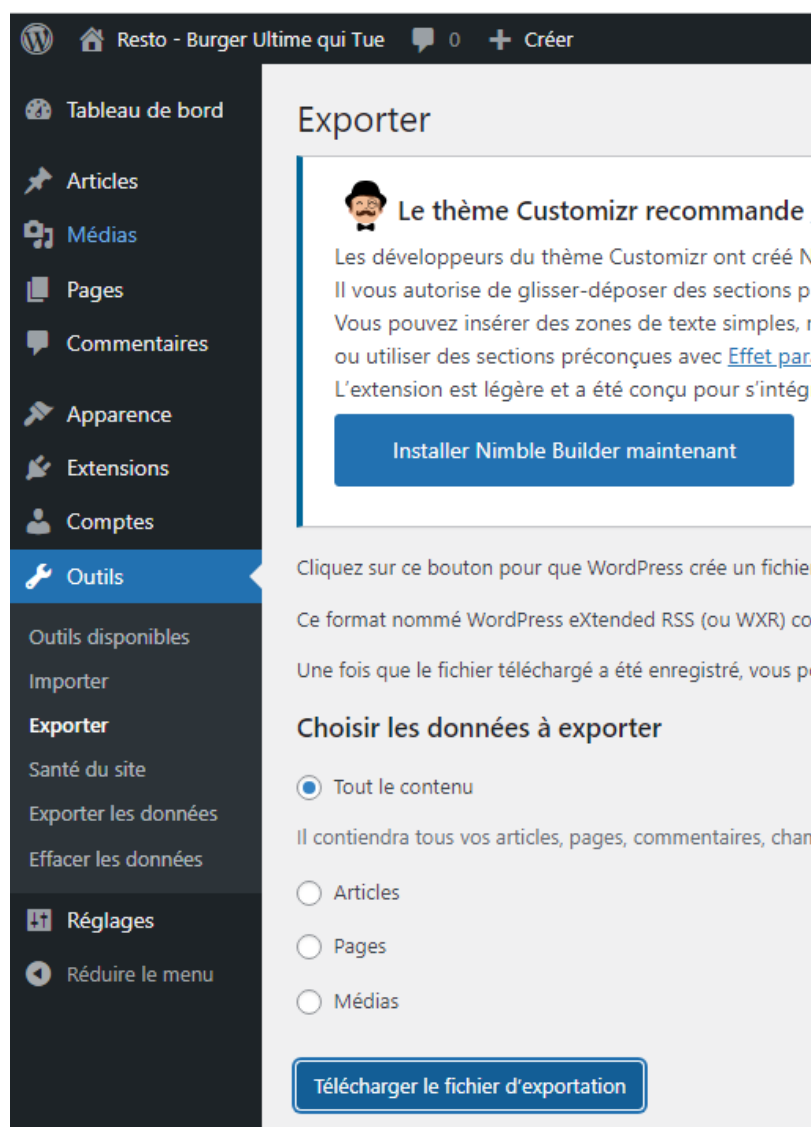 Resto - Burger Ultime qui Tue 0 Créer
Tableau de bord
Articles
Médias
Pages
Commentaires
Apparence
Extensions
Comptes
Outils
Outils disponibles
Importer
Exporter
Santé du site
Exporter les données
Effacer les données
Réglages
Réduire le menu
Exporter
Le thème Customizr recommande
Les développeurs du thème Customizr ont créé
Il vous autorise de glisser-déposer des sections
Vous pouvez insérer des zones de texte simples,
ou utiliser des sections préconçues avec Effet
L'extension est légère et a été conçu pour
Installer Nimble Builder maintenant
Cliquez sur ce bouton pour que WordPress crée un
Ce format nommé WordPress eXtended RSS (ou WXR)
Une fois que le fichier téléchargé a été enregistré, vous
Choisir les données à exporter
Tout le contenu
Il contiendra tous vos articles, pages, commentaires,
Articles
Pages
Médias
Télécharger le fichier d'exportation